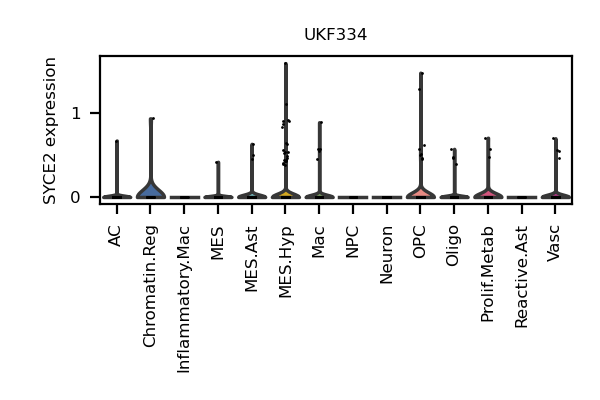 UKF334
SYCE2 expression
1
0
AC
Chromatin.Reg
Inflammatory.Mac
MES
MES.Ast
MES.Hyp
Mac
NPC
Neuron
OPC
Oligo
Prolif.Metab
Reactive.Ast
Vasc